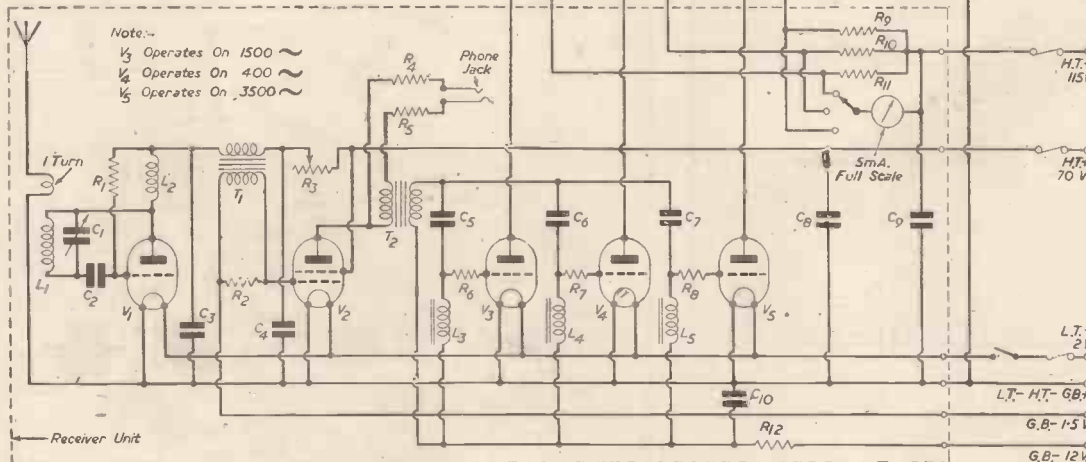 Note:-
V3 Operates On 1500 ~
V4 Operates On 400 ~
V5 Operates On 3500 ~
R4
Phone
Jack
R5
R9
R10
R11
H.T.-
115V
5mA.
Full Scale
1 Turn
R1
L2
T1
R3
H.T.-
70 V
L1
C1
C2
V1
C3
R2
C4
V2
T2
C5
R6
L3
V3
C6
R7
L4
V4
C7
R8
L5
V5
C8
C9
L.T.-
2V
C10
L.T.- H.T.- G.B.+
G.B.- 1·5 V
R12
G.B.- 12V
Receiver Unit